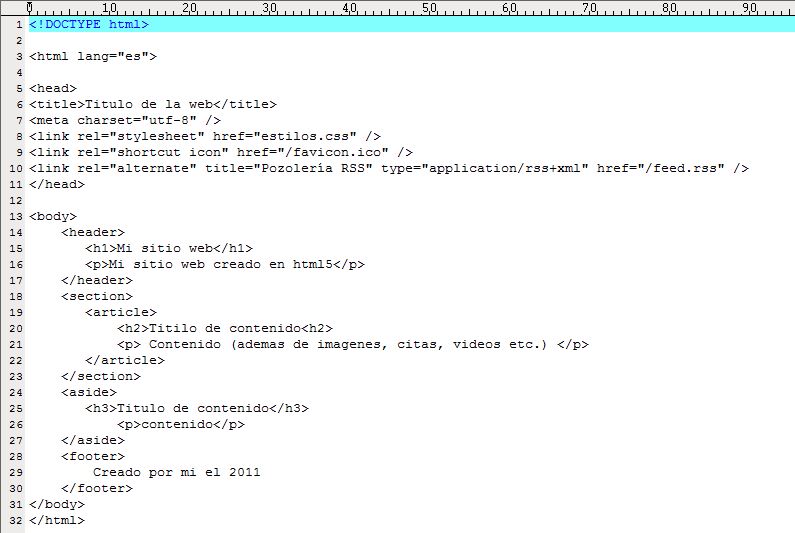 0 10 20 30 40 50 60 70 80 90
1 <!DOCTYPE html>
2
3 <html lang="es">
4
5 <head>
6 <title>Titulo de la web</title>
7 <meta charset="utf-8" />
8 <link rel="stylesheet" href="estilos.css" />
9 <link rel="shortcut icon" href="/favicon.ico" />
10 <link rel="alternate" title="Pozolería RSS" type="application/rss+xml" href="/feed.rss" />
11 </head>
12
13 <body>
14     <header>
15        <h1>Mi sitio web</h1>
16        <p>Mi sitio web creado en html5</p>
17     </header>
18     <section>
19        <article>
20            <h2>Titilo de contenido<h2>
21            <p> Contenido (ademas de imagenes, citas, videos etc.) </p>
22        </article>
23     </section>
24     <aside>
25        <h3>Titulo de contenido</h3>
26            <p>contenido</p>
27     </aside>
28     <footer>
29         Creado por mi el 2011
30     </footer>
31 </body>
32 </html>